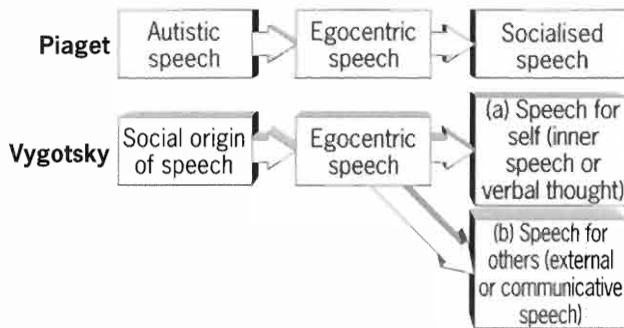 Piaget
Autistic
speech
Egocentric
speech
Socialised
speech
Vygotsky
Social origin
of speech
Egocentric
speech
(a) Speech for
self (inner
speech or
verbal thought)
(b) Speech for
others (external
or communicative
speech)